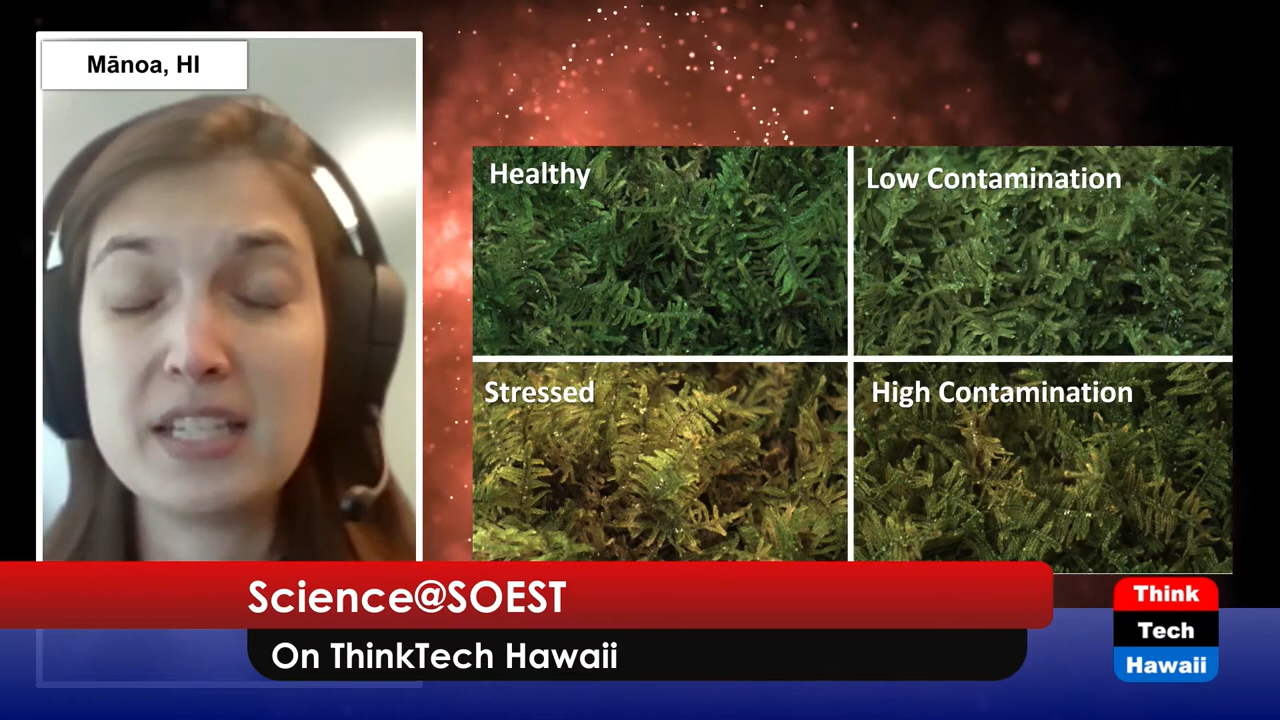 Mānoa, HI
Healthy
Low Contamination
Stressed
High Contamination
Science@SOEST
On ThinkTech Hawaii
Think
Tech
Hawaii